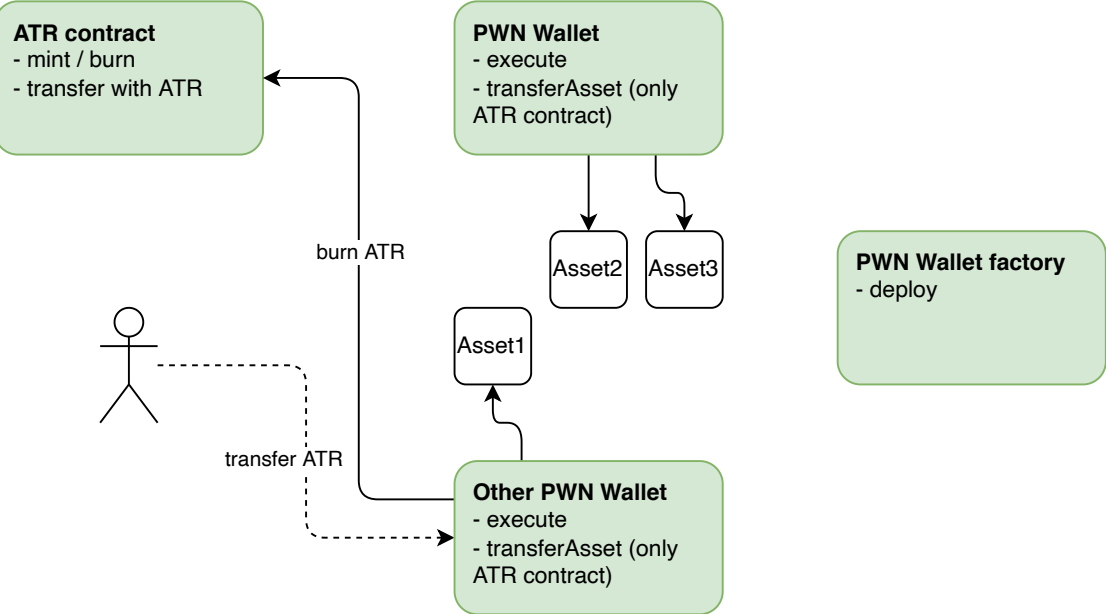 ATR contract
- mint / burn
- transfer with ATR
PWN Wallet
- execute
- transferAsset (only
ATR contract)
burn ATR
Asset2
Asset3
PWN Wallet factory
- deploy
Asset1
transfer ATR
Other PWN Wallet
- execute
- transferAsset (only
ATR contract)